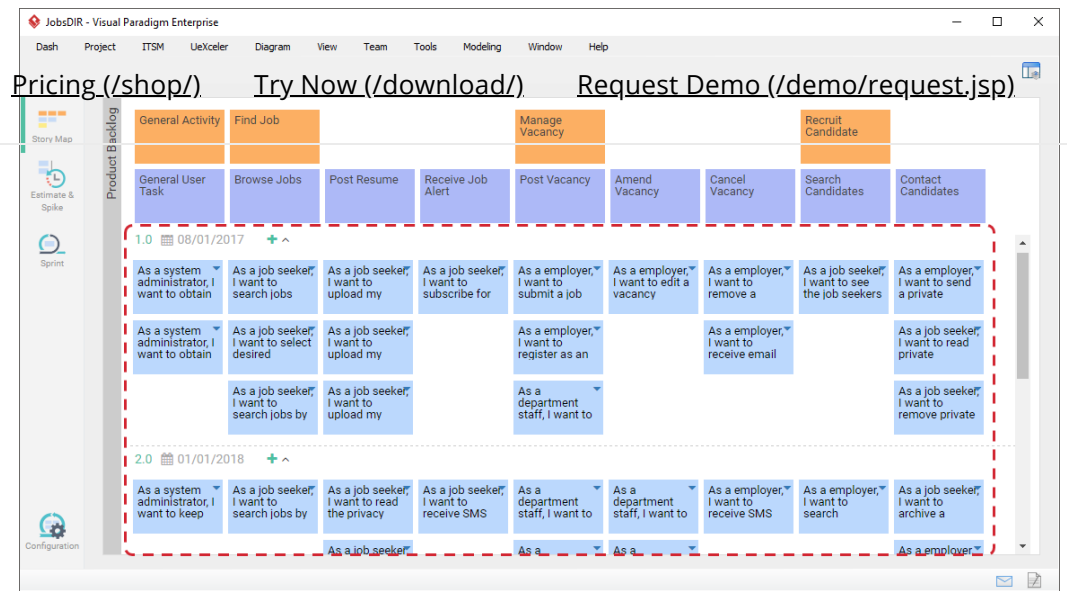 JobsDIR - Visual Paradigm Enterprise
Dash Project ITSM UeXceler Diagram View Team Tools Modeling Window Help
Pricing (/shop/) Try Now (/download/) Request Demo (/demo/request.jsp)
Story Map
Estimate &
Spike
Sprint
Configuration
Product Backlog
General Activity
Find Job
Manage
Vacancy
Recruit
Candidate
General User
Task
Browse Jobs
Post Resume
Receive Job
Alert
Post Vacancy
Amend
Vacancy
Cancel
Vacancy
Search
Candidates
Contact
Candidates
1.0 08/01/2017
As a system
administrator, I
want to obtain
As a job seeker,
I want to
search jobs
As a job seeker,
I want to
upload my
As a job seeker,
I want to
subscribe for
As a employer,
I want to
submit a job
As a employer,
I want to edit a
vacancy
As a employer,
I want to
remove a
As a job seeker,
I want to see
the job seekers
As a employer,
I want to send
a private
As a system
administrator, I
want to obtain
As a job seeker,
I want to select
desired
As a job seeker,
I want to
upload my
As a employer,
I want to
register as an
As a employer,
I want to
receive email
As a job seeker,
I want to read
private
As a job seeker,
I want to
search jobs by
As a job seeker,
I want to
upload my
As a
department
staff, I want to
As a job seeker,
I want to
remove private
2.0 01/01/2018
As a system
administrator, I
want to keep
As a job seeker,
I want to
search jobs by
As a job seeker,
I want to read
the privacy
As a job seeker,
I want to
receive SMS
As a
department
staff, I want to
As a
department
staff, I want to
As a employer,
I want to
receive SMS
As a employer,
I want to
search
As a job seeker,
I want to
archive a
As a job seeker,
As a
As a
As a employer,